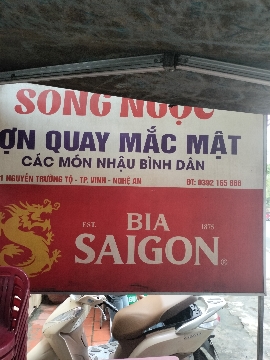 SONG NGỌC
ỢN QUAY MẮC MẬT
CÁC MÓN NHẬU BÌNH DÂN
1 NGUYỄN TRƯỜNG TỘ - TP. VINH - NGHỆ AN ĐT: 0392 165 888
EST. BIA 1875
SAIGON